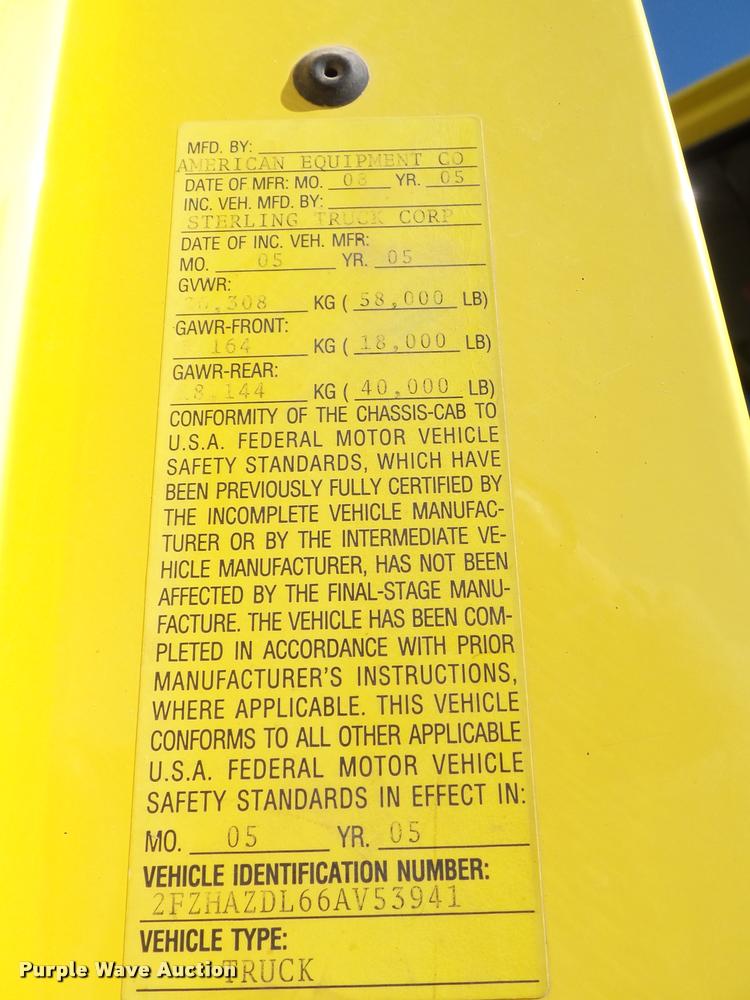 MFD. BY:
AMERICAN EQUIPMENT CO
DATE OF MFR: MO. 08 YR. 05
INC. VEH. MFD. BY:
STERLING TRUCK CORP
DATE OF INC. VEH. MFR:
MO. 05 YR. 05
GVWR:
KG ( 58,000 LB)
GAWR-FRONT:
164 KG ( 18,000 LB)
GAWR-REAR:
8,144 KG ( 40,000 LB)
CONFORMITY OF THE CHASSIS-CAB TO
U.S.A. FEDERAL MOTOR VEHICLE
SAFETY STANDARDS, WHICH HAVE
BEEN PREVIOUSLY FULLY CERTIFIED BY
THE INCOMPLETE VEHICLE MANUFAC-
TURER OR BY THE INTERMEDIATE VE-
HICLE MANUFACTURER, HAS NOT BEEN
AFFECTED BY THE FINAL-STAGE MANU-
FACTURE. THE VEHICLE HAS BEEN COM-
PLETED IN ACCORDANCE WITH PRIOR
MANUFACTURER'S INSTRUCTIONS,
WHERE APPLICABLE. THIS VEHICLE
CONFORMS TO ALL OTHER APPLICABLE
U.S.A. FEDERAL MOTOR VEHICLE
SAFETY STANDARDS IN EFFECT IN:
MO. 05 YR. 05
VEHICLE IDENTIFICATION NUMBER:
2FZHAZDL66AV53941
VEHICLE TYPE:
TRUCK
Purple Wave Auction